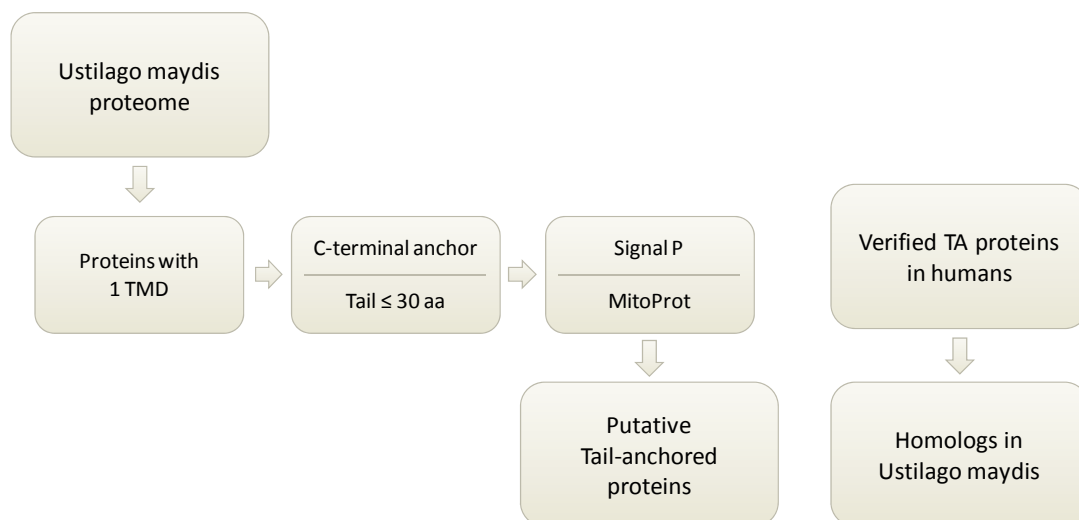 Ustilago maydis
proteome
Proteins with
1 TMD
C-terminal anchor
Tail ≤ 30 aa
Signal P
MitoProt
Putative
Tail-anchored
proteins
Verified TA proteins
in humans
Homologs in
Ustilago maydis